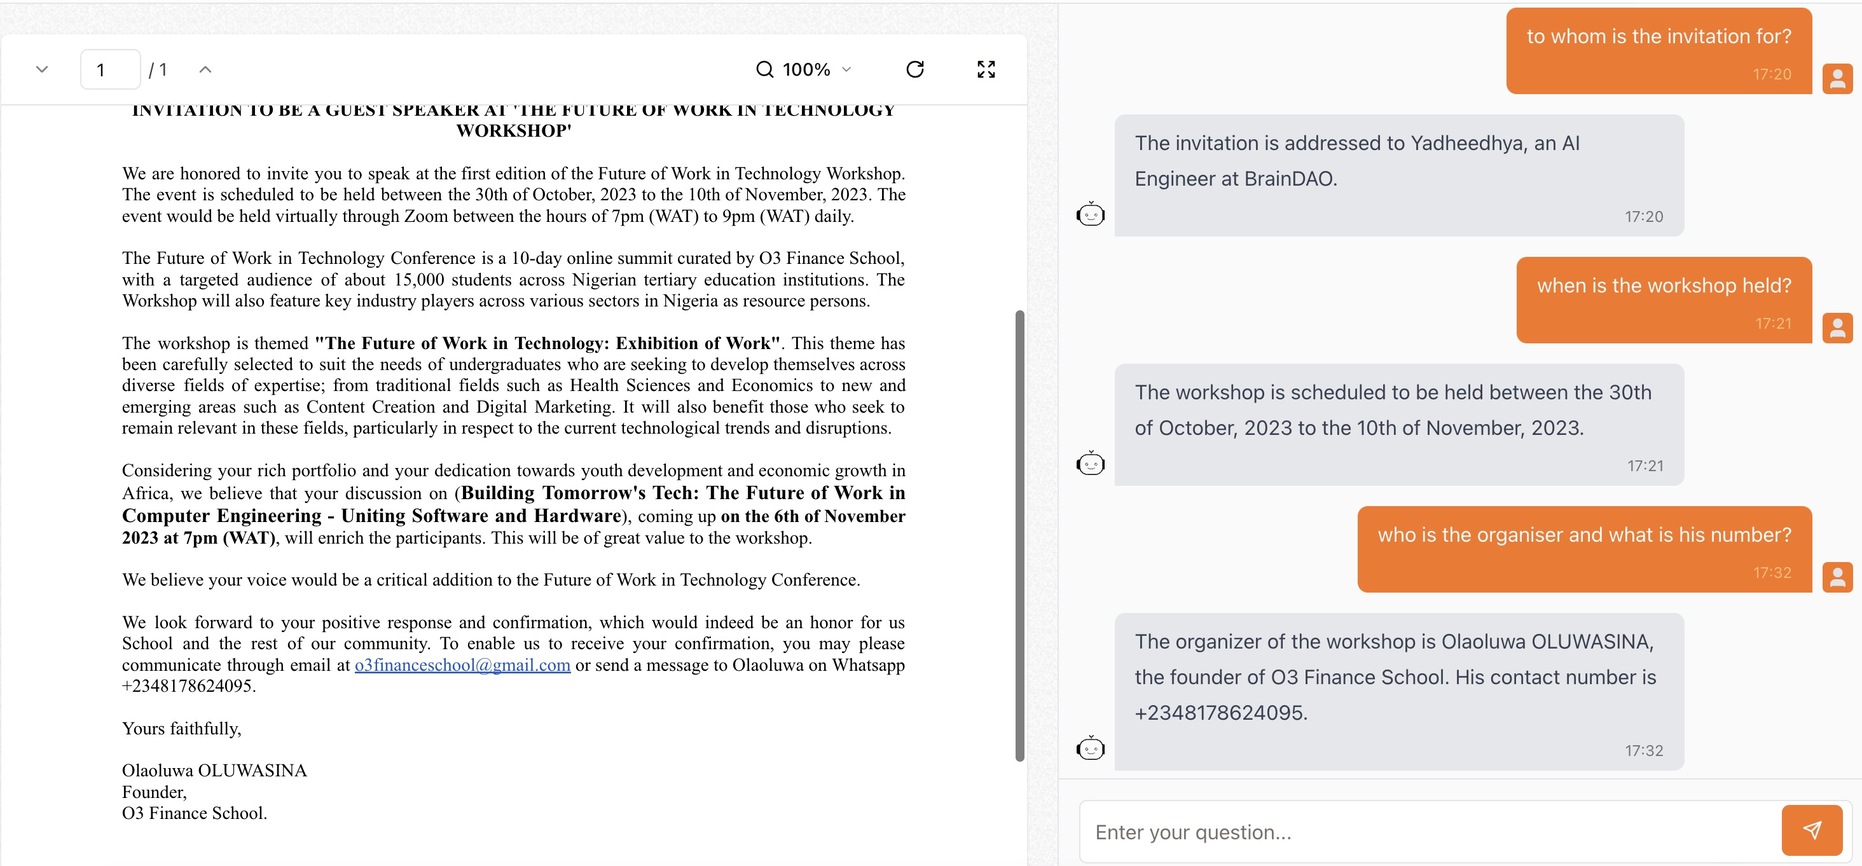 1 / 1
100%
INVITATION TO BE A GUEST SPEAKER AT 'THE FUTURE OF WORK IN TECHNOLOGY
WORKSHOP'
We are honored to invite you to speak at the first edition of the Future of Work in Technology Workshop.
The event is scheduled to be held between the 30th of October, 2023 to the 10th of November, 2023. The
event would be held virtually through Zoom between the hours of 7pm (WAT) to 9pm (WAT) daily.
The Future of Work in Technology Conference is a 10-day online summit curated by O3 Finance School,
with a targeted audience of about 15,000 students across Nigerian tertiary education institutions. The
Workshop will also feature key industry players across various sectors in Nigeria as resource persons.
The workshop is themed "The Future of Work in Technology: Exhibition of Work". This theme has
been carefully selected to suit the needs of undergraduates who are seeking to develop themselves across
diverse fields of expertise; from traditional fields such as Health Sciences and Economics to new and
emerging areas such as Content Creation and Digital Marketing. It will also benefit those who seek to
remain relevant in these fields, particularly in respect to the current technological trends and disruptions.
Considering your rich portfolio and your dedication towards youth development and economic growth in
Africa, we believe that your discussion on (Building Tomorrow's Tech: The Future of Work in
Computer Engineering - Uniting Software and Hardware), coming up on the 6th of November
2023 at 7pm (WAT), will enrich the participants. This will be of great value to the workshop.
We believe your voice would be a critical addition to the Future of Work in Technology Conference.
We look forward to your positive response and confirmation, which would indeed be an honor for us
School and the rest of our community. To enable us to receive your confirmation, you may please
communicate through email at o3financeschool@gmail.com or send a message to Olaoluwa on Whatsapp
+2348178624095.
Yours faithfully,
Olaoluwa OLUWASINA
Founder,
O3 Finance School.
to whom is the invitation for?
17:20
The invitation is addressed to Yadheedhya, an AI
Engineer at BrainDAO.
17:20
when is the workshop held?
17:21
The workshop is scheduled to be held between the 30th
of October, 2023 to the 10th of November, 2023.
17:21
who is the organiser and what is his number?
17:32
The organizer of the workshop is Olaoluwa OLUWASINA,
the founder of O3 Finance School. His contact number is
+2348178624095.
17:32
Enter your question...